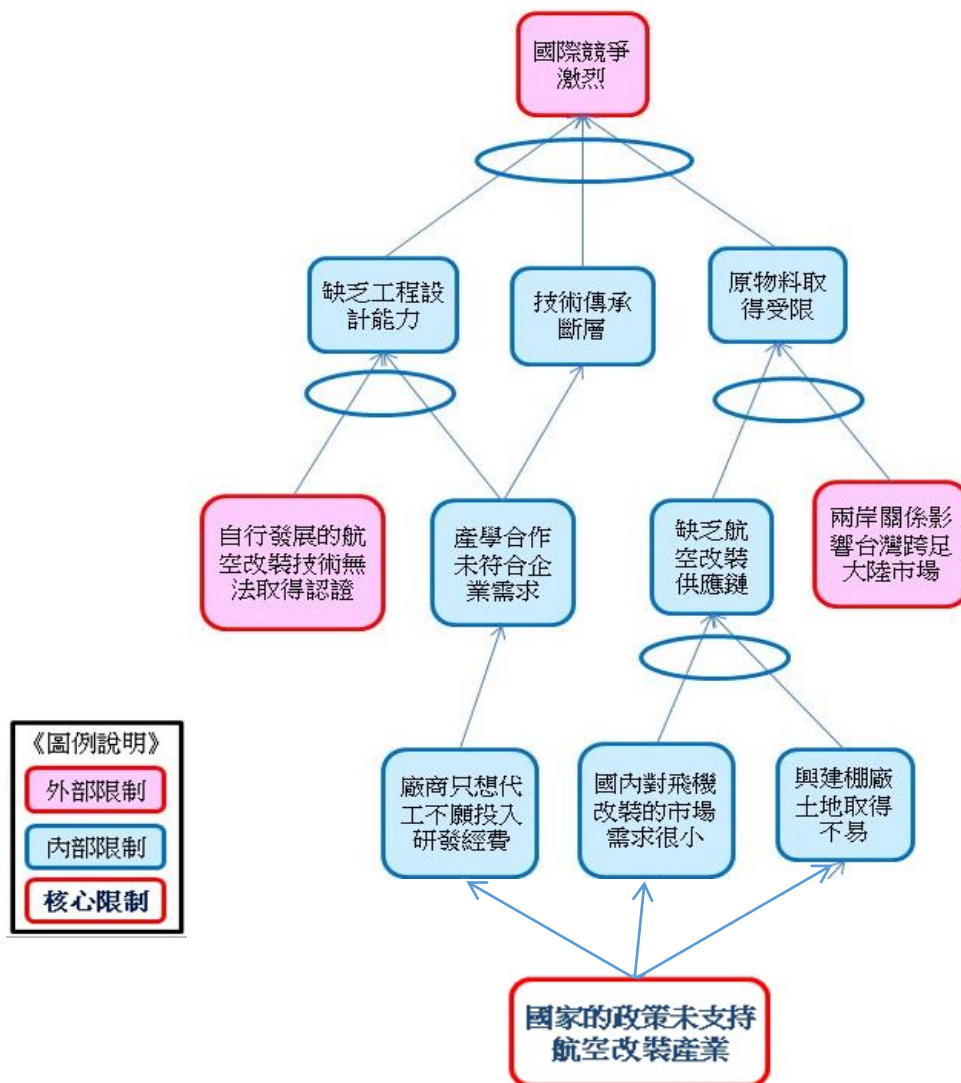 國際競爭
激烈
缺乏工程設
計能力
技術傳承
斷層
原物料取
得受限
自行發展的航
空改裝技術無
法取得認證
產學合作
未符合企
業需求
缺乏航
空改裝
供應鏈
兩岸關係影
響台灣跨足
大陸市場
《圖例說明》
外部限制
內部限制
核心限制
廠商只想代
工不願投入
研發經費
國內對飛機
改裝的市場
需求很小
興建棚廠
土地取得
不易
國家的政策未支持
航空改裝產業